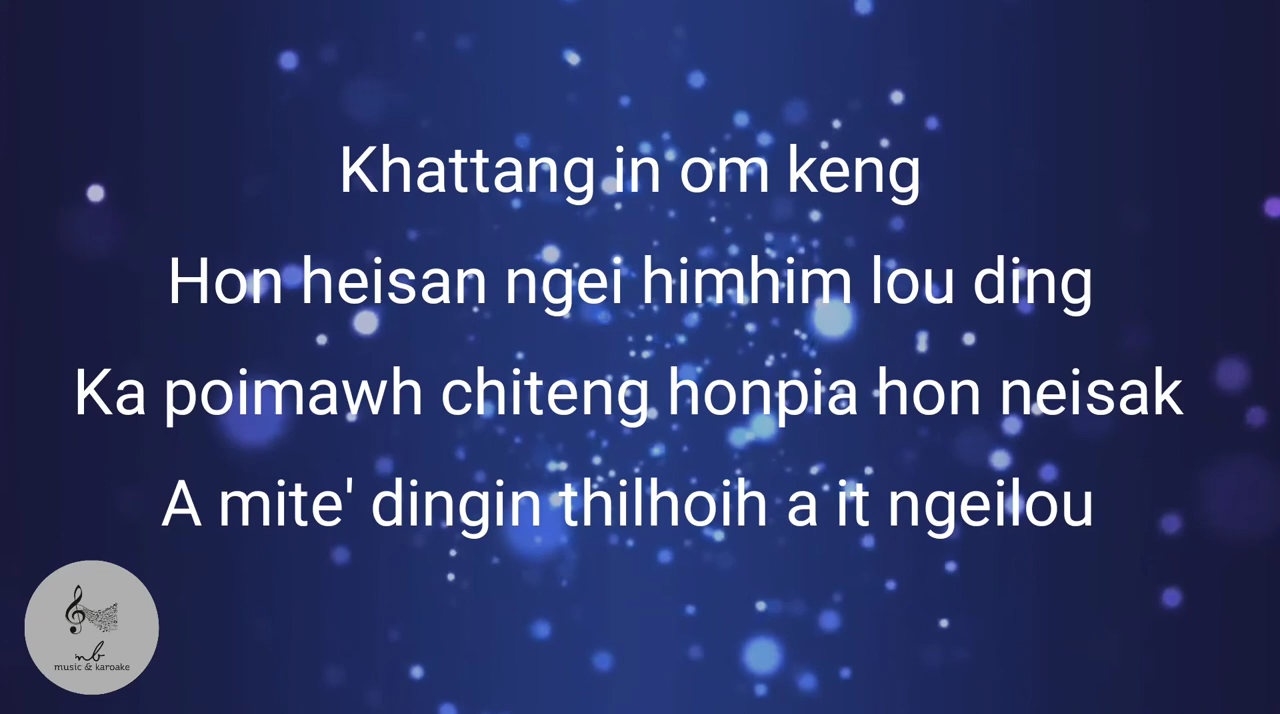 Khattang in om keng
Hon heisan ngei himhim lou ding
Ka poimawh chiteng honpia hon neisak
A mite' dingin thilhoih a it ngeilou
nb
music & karoake